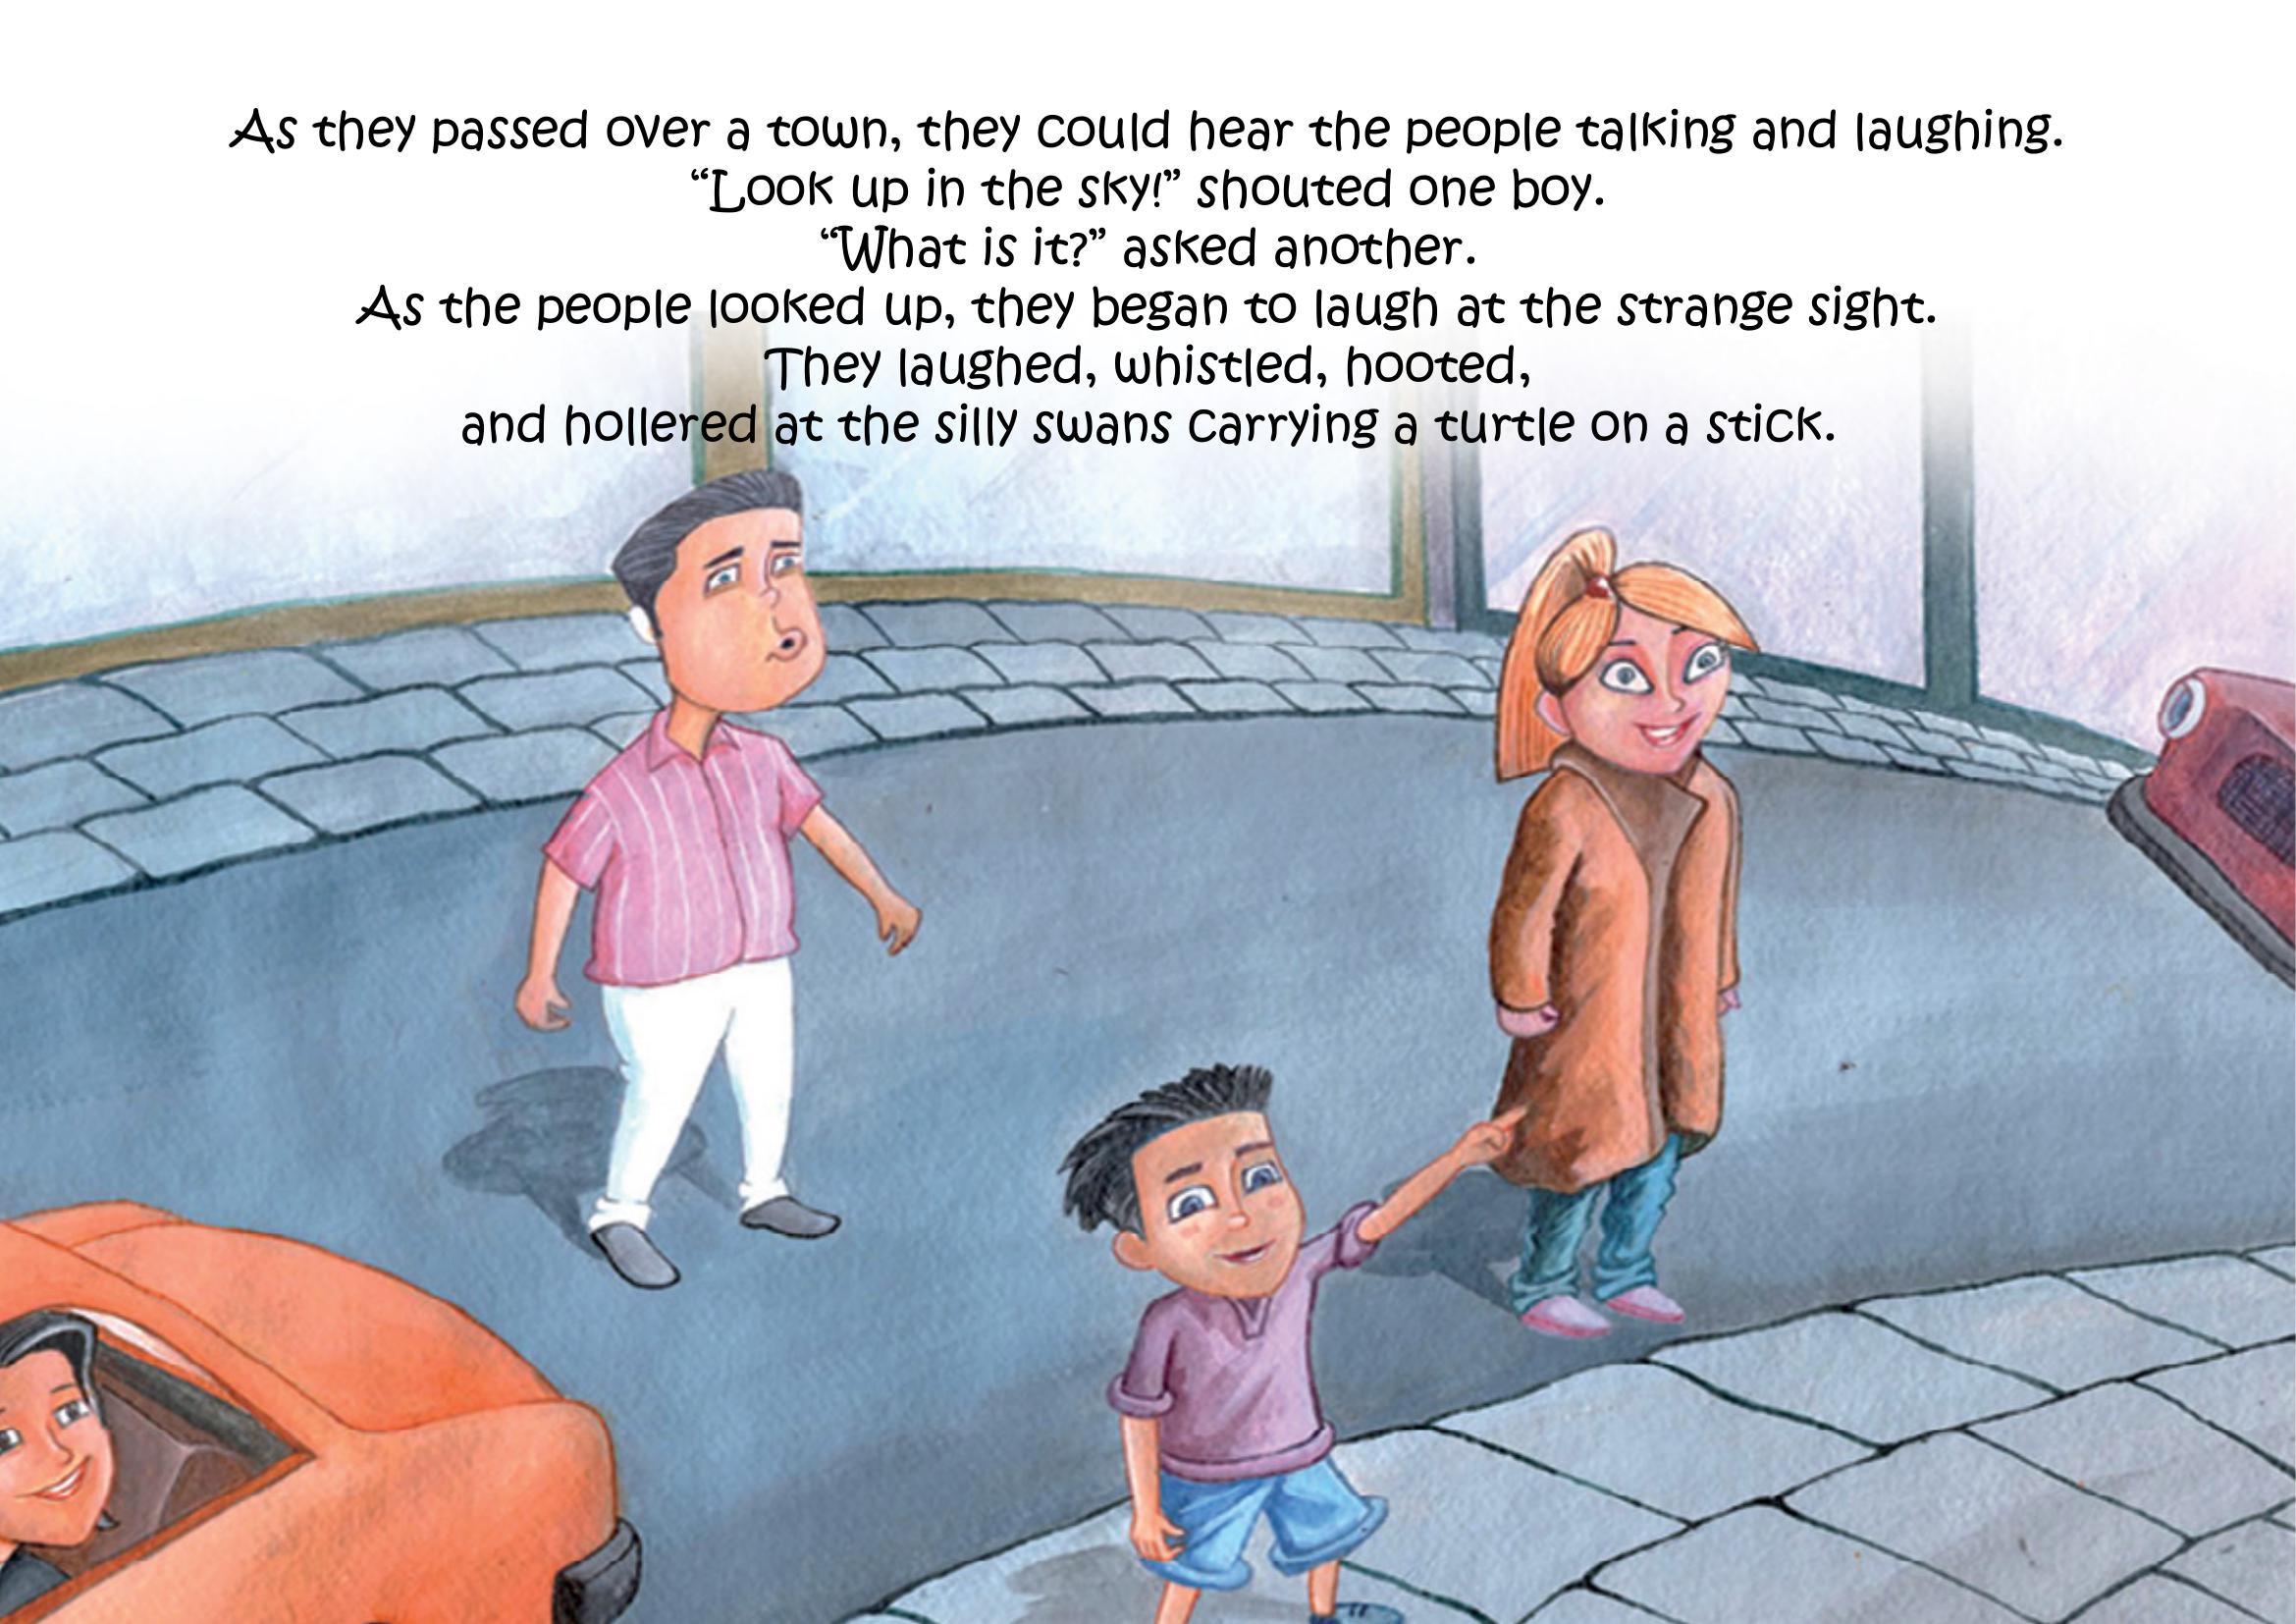 As they passed over a town, they could hear the people talking and laughing.
“Look up in the sky!” shouted one boy.
“What is it?” asked another.
As the people looked up, they began to laugh at the strange sight.
They laughed, whistled, hooted,
and hollered at the silly swans carrying a turtle on a stick.